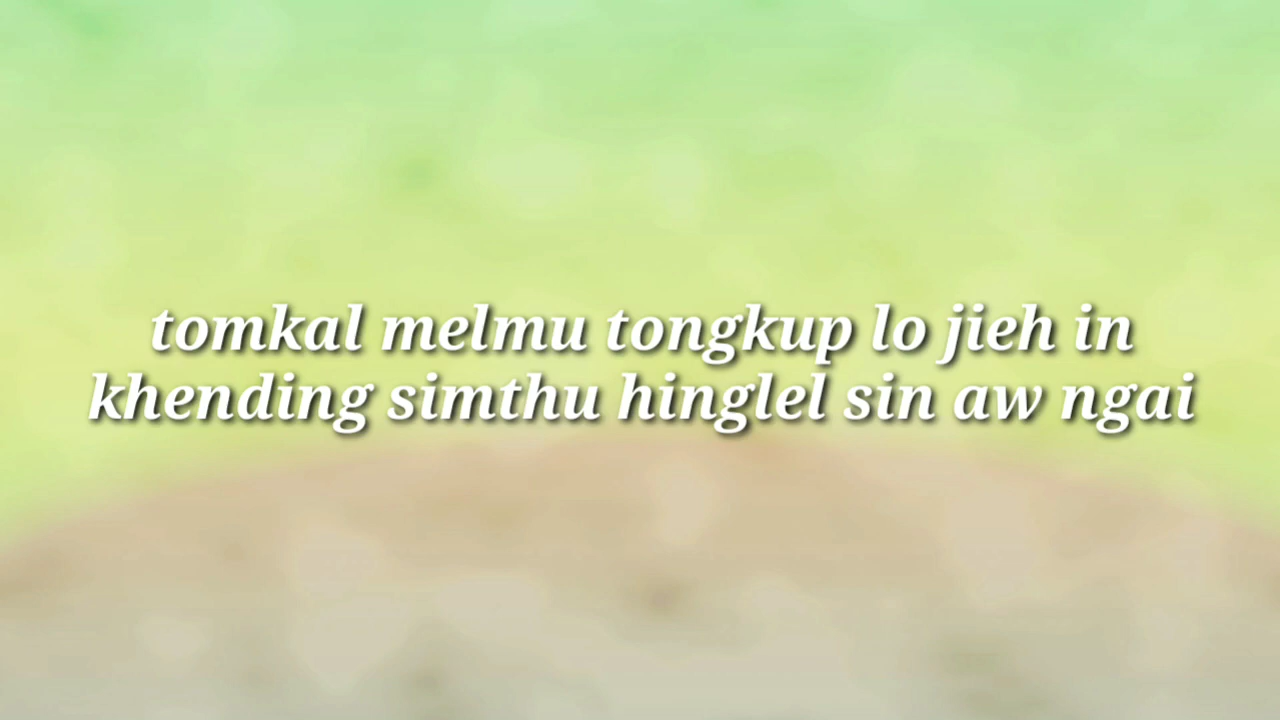 tomkal melmu tongkup lo jieh in
khending simthu hinglel sin aw ngai